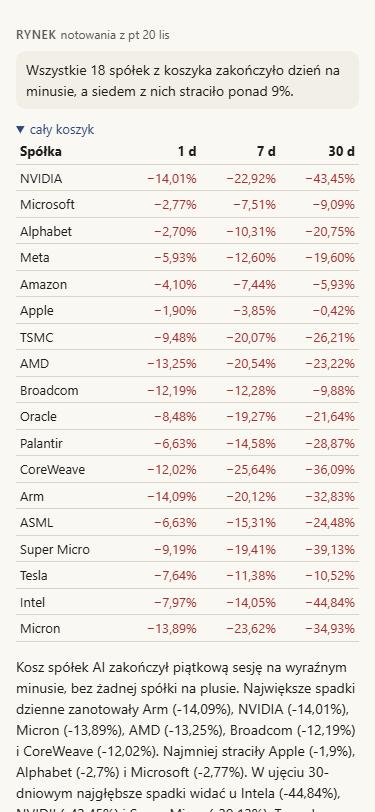 RYNEK notowania z pt 20 lis
Wszystkie 18 spółek z koszyka zakończyło dzień na
minusie, a siedem z nich straciło ponad 9%.
▼ cały koszyk
Spółka 1 d 7 d 30 d
NVIDIA −14,01% −22,92% −43,45%
Microsoft −2,77% −7,51% −9,09%
Alphabet −2,70% −10,31% −20,75%
Meta −5,93% −12,60% −19,60%
Amazon −4,10% −7,44% −5,93%
Apple −1,90% −3,85% −0,42%
TSMC −9,48% −20,07% −26,21%
AMD −13,25% −20,54% −23,22%
Broadcom −12,19% −12,28% −9,88%
Oracle −8,48% −19,27% −21,64%
Palantir −6,63% −14,58% −28,87%
CoreWeave −12,02% −25,64% −36,09%
Arm −14,09% −20,12% −32,83%
ASML −6,63% −15,31% −24,48%
Super Micro −9,19% −19,41% −39,13%
Tesla −7,64% −11,38% −10,52%
Intel −7,97% −14,05% −44,84%
Micron −13,89% −23,62% −34,93%
Kosz spółek AI zakończył piątkową sesję na wyraźnym
minusie, bez żadnej spółki na plusie. Największe spadki
dzienne zanotowały Arm (-14,09%), NVIDIA (-14,01%),
Micron (-13,89%), AMD (-13,25%), Broadcom (-12,19%)
i CoreWeave (-12,02%). Najmniej straciły Apple (-1,9%),
Alphabet (-2,7%) i Microsoft (-2,77%). W ujęciu 30-
dniowym najgłębsze spadki widać u Intela (-44,84%),